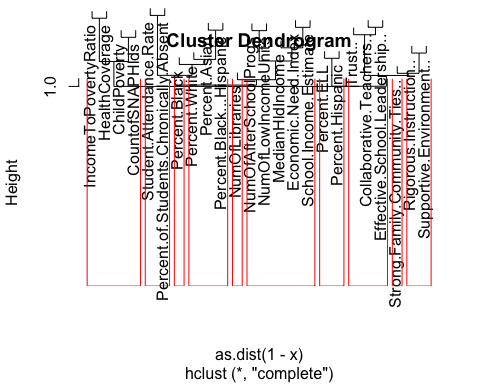 Cluster Dendrogram
Height
1.0
IncomeToPovertyRatio
HealthCoverage
ChildPoverty
CountofSNAPHlds
Student.Attendance.Rate
Percent.of.Students.Chronically.Absent
Percent.Black
Percent.White
Percent.Asian
Percent.Black...Hispanic
NumOfLibraries
NumOfAfterSchoolProgs
NumOfLowIncomeUnits
MedianHldIncome
Economic.Need.Index
School.Income.Estimate
Percent.ELL
Percent.Hispanic
Trust..
Collaborative.Teachers..
Effective.School.Leadership..
Strong.Family.Community.Ties..
Rigorous.Instruction..
Supportive.Environment..
as.dist(1 - x)
hclust (*, "complete")